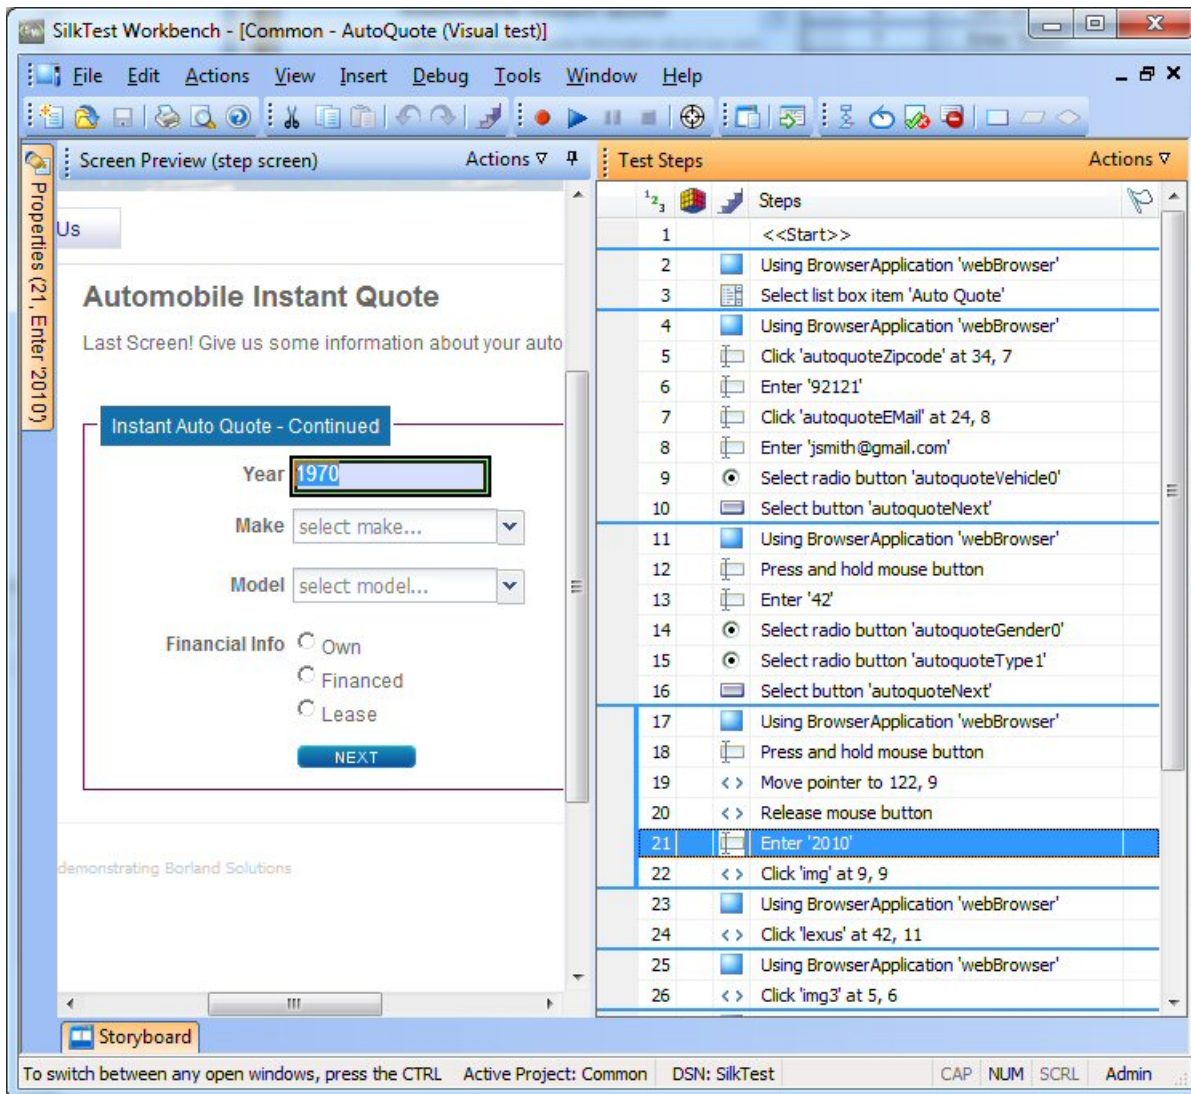 SilkTest Workbench - [Common - AutoQuote (Visual test)]
File Edit Actions View Insert Debug Tools Window Help
Properties (21, Enter '2010')
Screen Preview (step screen) Actions
Us
Automobile Instant Quote
Last Screen! Give us some information about your auto
Instant Auto Quote - Continued
Year 1970
Make select make...
Model select model...
Financial Info Own
Financed
Lease
NEXT
demonstrating Borland Solutions
Storyboard
Test Steps Actions
Steps
1 <<Start>>
2 Using BrowserApplication 'webBrowser'
3 Select list box item 'Auto Quote'
4 Using BrowserApplication 'webBrowser'
5 Click 'autoquoteZipcode' at 34, 7
6 Enter '92121'
7 Click 'autoquoteEMail' at 24, 8
8 Enter 'jsmith@gmail.com'
9 Select radio button 'autoquoteVehicle0'
10 Select button 'autoquoteNext'
11 Using BrowserApplication 'webBrowser'
12 Press and hold mouse button
13 Enter '42'
14 Select radio button 'autoquoteGender0'
15 Select radio button 'autoquoteType1'
16 Select button 'autoquoteNext'
17 Using BrowserApplication 'webBrowser'
18 Press and hold mouse button
19 Move pointer to 122, 9
20 Release mouse button
21 Enter '2010'
22 Click 'img' at 9, 9
23 Using BrowserApplication 'webBrowser'
24 Click 'lexus' at 42, 11
25 Using BrowserApplication 'webBrowser'
26 Click 'img3' at 5, 6
To switch between any open windows, press the CTRL Active Project: Common DSN: SilkTest CAP NUM SCRL Admin